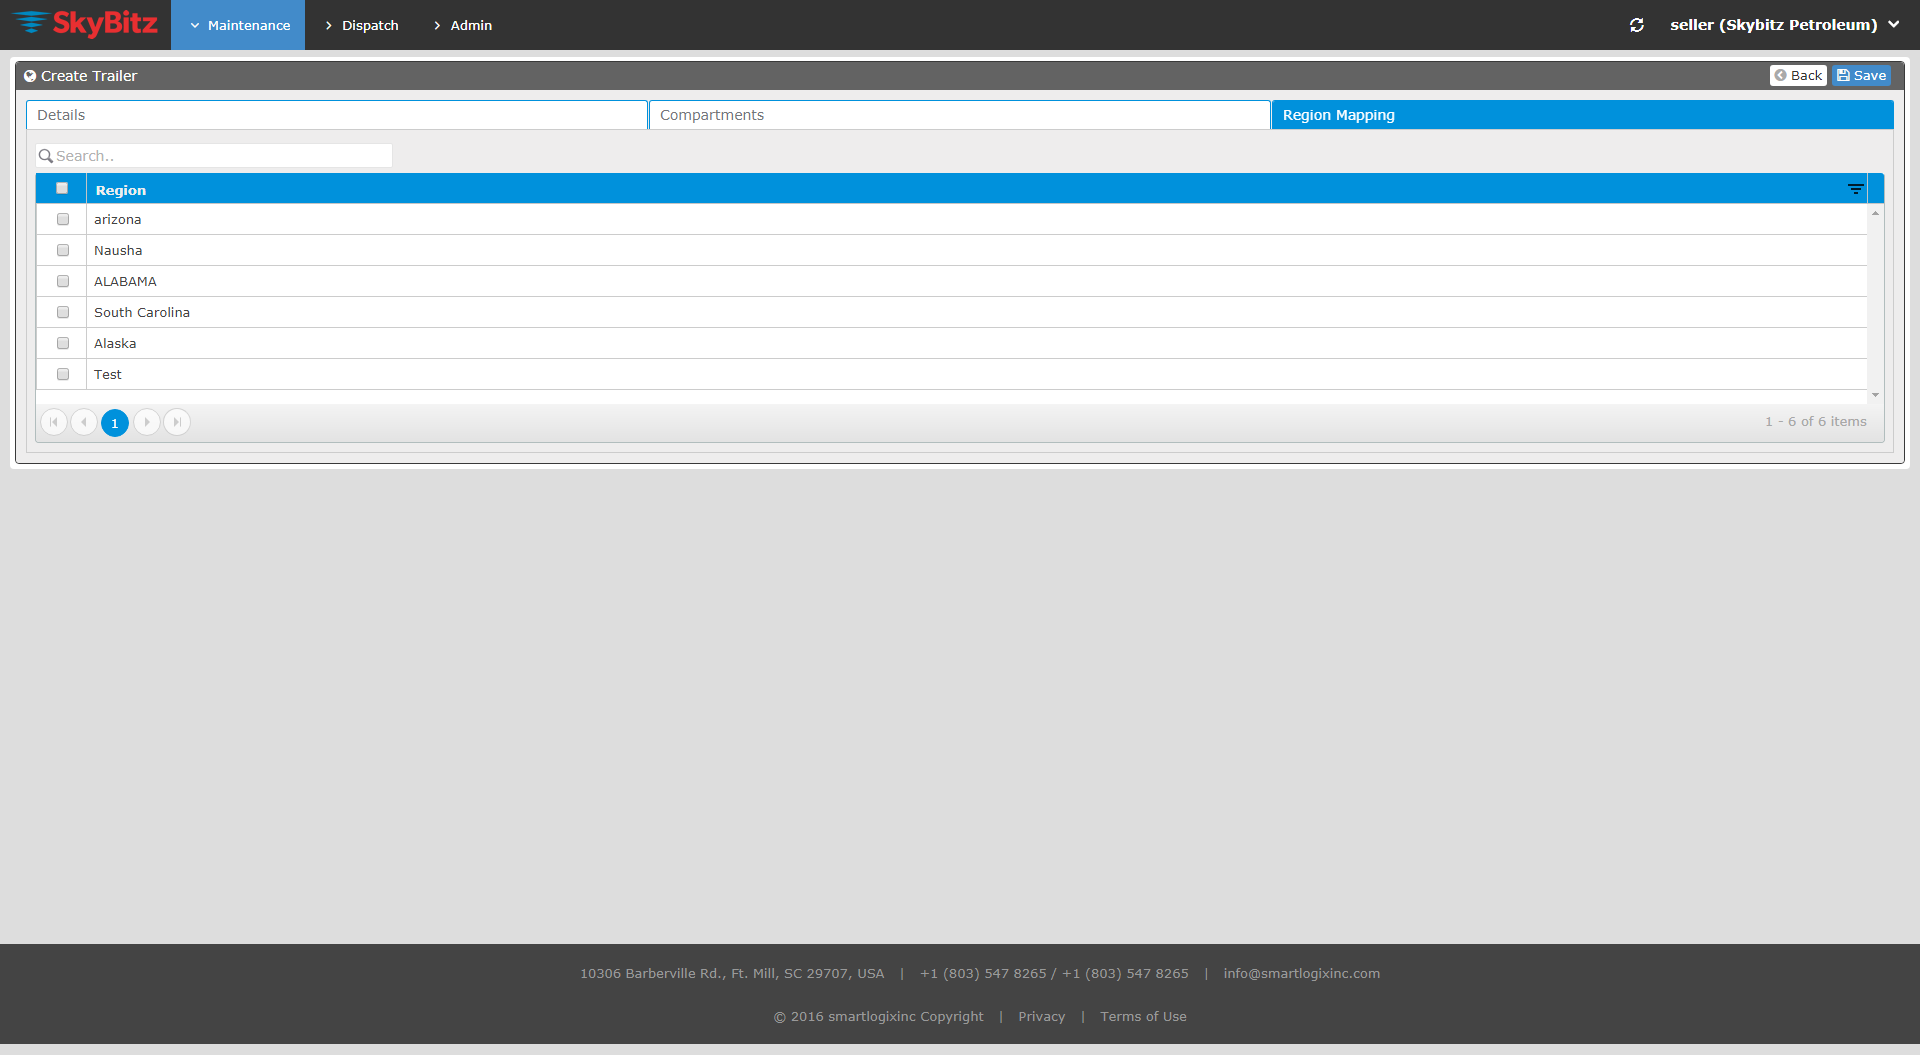 SkyBitz Maintenance Dispatch Admin seller (Skybitz Petroleum)
Create Trailer Back Save
Details Compartments Region Mapping
Search..
Region
arizona
Nausha
ALABAMA
South Carolina
Alaska
Test
1 1 - 6 of 6 items
10306 Barberville Rd., Ft. Mill, SC 29707, USA | +1 (803) 547 8265 / +1 (803) 547 8265 | info@smartlogixinc.com
© 2016 smartlogixinc Copyright | Privacy | Terms of Use